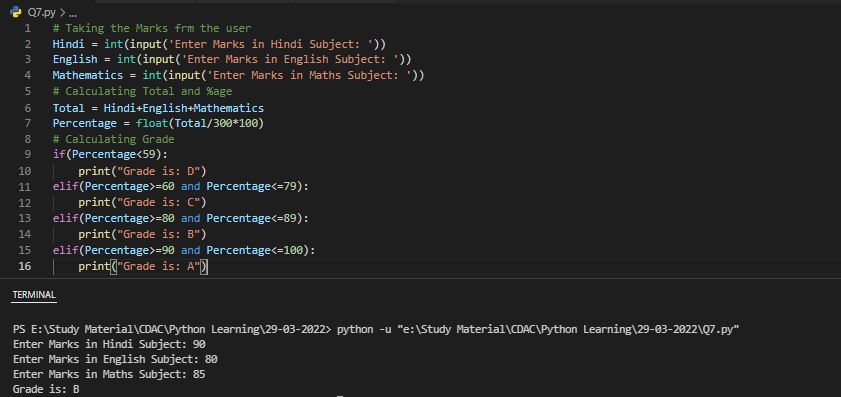 Q7.py > ...
1 # Taking the Marks frm the user
2 Hindi = int(input('Enter Marks in Hindi Subject: '))
3 English = int(input('Enter Marks in English Subject: '))
4 Mathematics = int(input('Enter Marks in Maths Subject: '))
5 # Calculating Total and %age
6 Total = Hindi+English+Mathematics
7 Percentage = float(Total/300*100)
8 # Calculating Grade
9 if(Percentage<59):
10     print("Grade is: D")
11 elif(Percentage>=60 and Percentage<=79):
12     print("Grade is: C")
13 elif(Percentage>=80 and Percentage<=89):
14     print("Grade is: B")
15 elif(Percentage>=90 and Percentage<=100):
16     print("Grade is: A")
TERMINAL
PS E:\Study Material\CDAC\Python Learning\29-03-2022> python -u "e:\Study Material\CDAC\Python Learning\29-03-2022\Q7.py"
Enter Marks in Hindi Subject: 90
Enter Marks in English Subject: 80
Enter Marks in Maths Subject: 85
Grade is: B